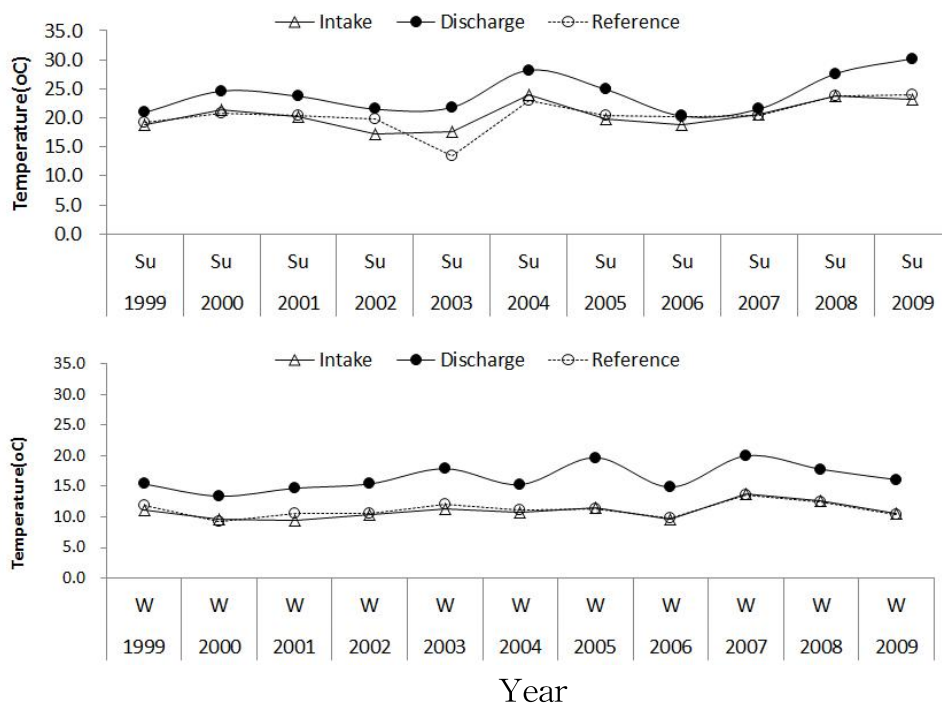 Intake Discharge Reference
Temperature(oC)
35.0
30.0
25.0
20.0
15.0
10.0
5.0
0.0
Su Su Su Su Su Su Su Su Su Su Su
1999 2000 2001 2002 2003 2004 2005 2006 2007 2008 2009
Intake Discharge Reference
Temperature(oC)
35.0
30.0
25.0
20.0
15.0
10.0
5.0
0.0
W W W W W W W W W W W
1999 2000 2001 2002 2003 2004 2005 2006 2007 2008 2009
Year